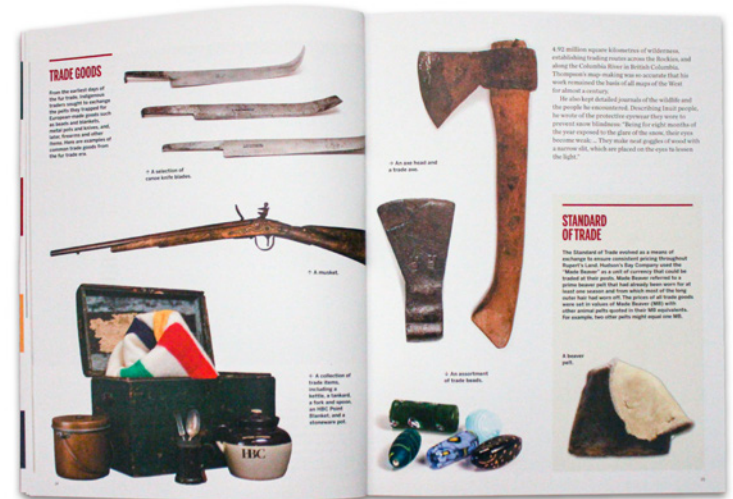 TRADE GOODS
From the earliest days of
the fur trade, Indigenous
traders sought to exchange
the pelts they trapped for
European-made goods such
as beads and blankets,
metal pots and knives, and,
later, firearms and other
items. Here are examples of
common trade goods from
the fur trade era.
A selection of
canoe knife blades.
A musket.
A collection of
trade items,
including a
kettle, a tankard,
a fork and spoon,
an HBC Point
Blanket, and a
stoneware pot.
HBC
An axe head and
a trade axe.
An assortment
of trade beads.
4.92 million square kilometres of wilderness,
establishing trading routes across the Rockies, and
along the Columbia River in British Columbia.
Thompson's map-making was so accurate that his
work remained the basis of all maps of the West
for almost a century.
He also kept detailed journals of the wildlife and
the people he encountered. Describing Inuit people,
he wrote of the protective eyewear they wore to
prevent snow blindness: "Being for eight months of
the year exposed to the glare of the snow, their eyes
become weak. ... They make neat goggles of wood with
a narrow slit, which are placed on the eyes to lessen
the light."
STANDARD
OF TRADE
The Standard of Trade evolved as a means of
exchange to ensure consistent pricing throughout
Rupert's Land. Hudson's Bay Company used the
"Made Beaver" as a unit of currency that could be
traded at their posts. Made Beaver referred to a
prime beaver pelt that had already been worn for at
least one season and from which most of the long
outer hair had worn off. The prices of all trade goods
were set in values of Made Beaver (MB) with
other animal pelts quoted in their MB equivalents.
For example, two otter pelts might equal one MB.
A beaver
pelt.